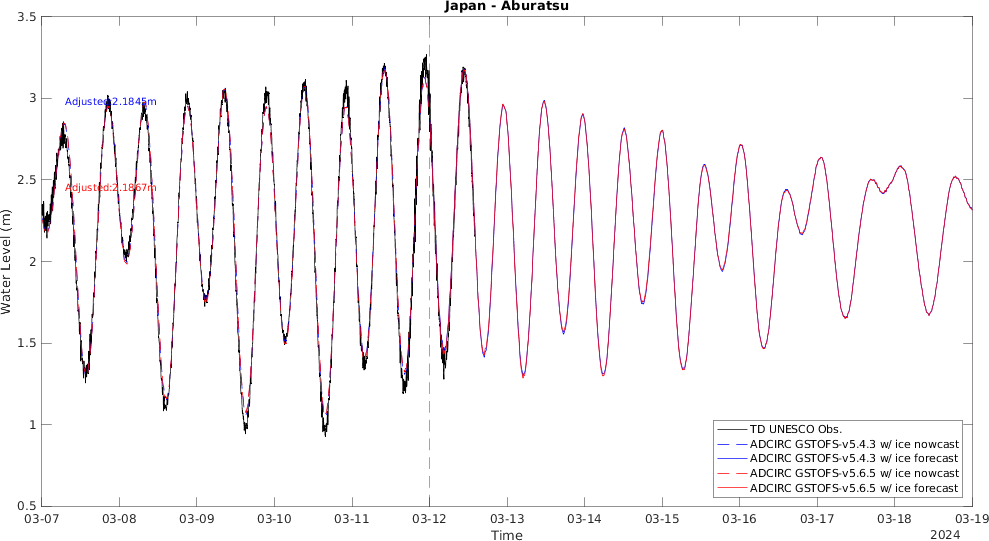 Japan - Aburatsu
3.5
3
2.5
2
1.5
1
0.5
Water Level (m)
Adjusted:2.1845m
Adjusted:2.1867m
TD UNESCO Obs.
ADCIRC GSTOFS-v5.4.3 w/ ice nowcast
ADCIRC GSTOFS-v5.4.3 w/ ice forecast
ADCIRC GSTOFS-v5.6.5 w/ ice nowcast
ADCIRC GSTOFS-v5.6.5 w/ ice forecast
03-07 03-08 03-09 03-10 03-11 03-12 03-13 03-14 03-15 03-16 03-17 03-18 03-19
Time
2024